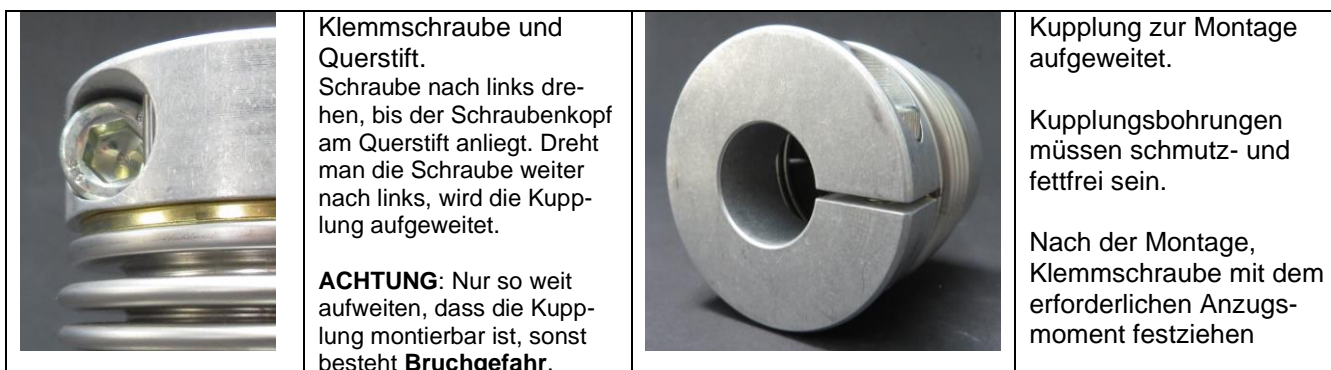 Klemmschraube und
Querstift.
Schraube nach links dre-
hen, bis der Schraubenkopf
am Querstift anliegt. Dreht
man die Schraube weiter
nach links, wird die Kupp-
lung aufgeweitet.
ACHTUNG: Nur so weit
aufweiten, dass die Kupp-
lung montierbar ist, sonst
besteht Bruchgefahr.
Kupplung zur Montage
aufgeweitet.
Kupplungsbohrungen
müssen schmutz- und
fettfrei sein.
Nach der Montage,
Klemmschraube mit dem
erforderlichen Anzugs-
moment festziehen